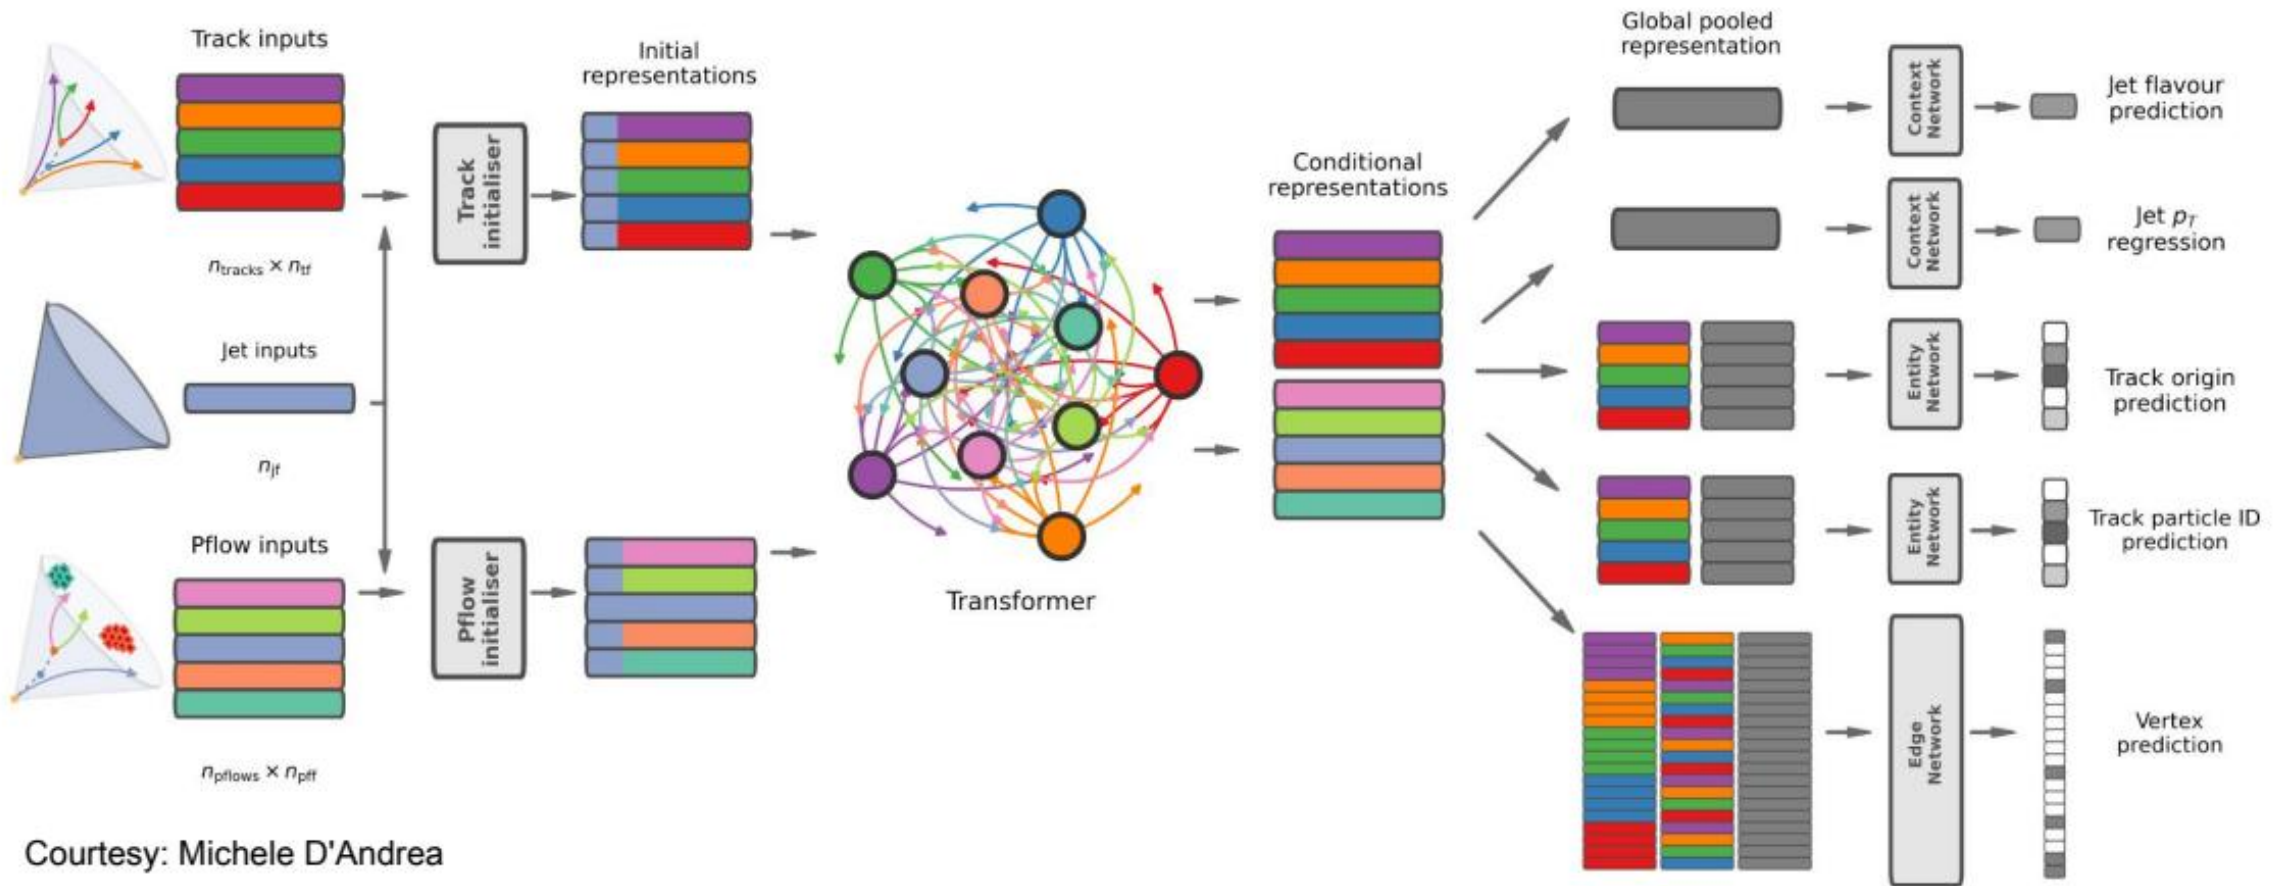 Track inputs
n_tracks × n_tf
Jet inputs
n_jf
Pflow inputs
n_pflows × n_pff
Track
initialiser
Pflow
initialiser
Initial
representations
Transformer
Conditional
representations
Global pooled
representation
Context
Network
Jet flavour
prediction
Context
Network
Jet p_T
regression
Entity
Network
Track origin
prediction
Entity
Network
Track particle ID
prediction
Edge
Network
Vertex
prediction
Courtesy: Michele D'Andrea